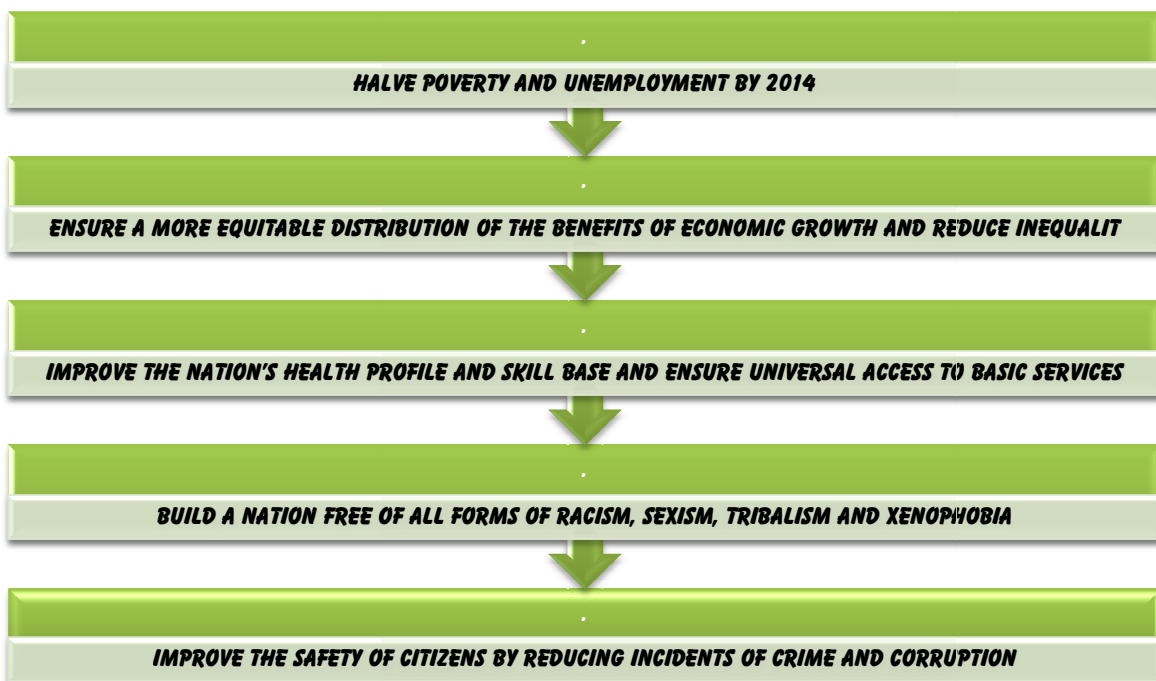 .
HALVE POVERTY AND UNEMPLOYMENT BY 2014
.
ENSURE A MORE EQUITABLE DISTRIBUTION OF THE BENEFITS OF ECONOMIC GROWTH AND REDUCE INEQUALIT
.
IMPROVE THE NATION'S HEALTH PROFILE AND SKILL BASE AND ENSURE UNIVERSAL ACCESS TO BASIC SERVICES
.
BUILD A NATION FREE OF ALL FORMS OF RACISM, SEXISM, TRIBALISM AND XENOPHOBIA
.
IMPROVE THE SAFETY OF CITIZENS BY REDUCING INCIDENTS OF CRIME AND CORRUPTION